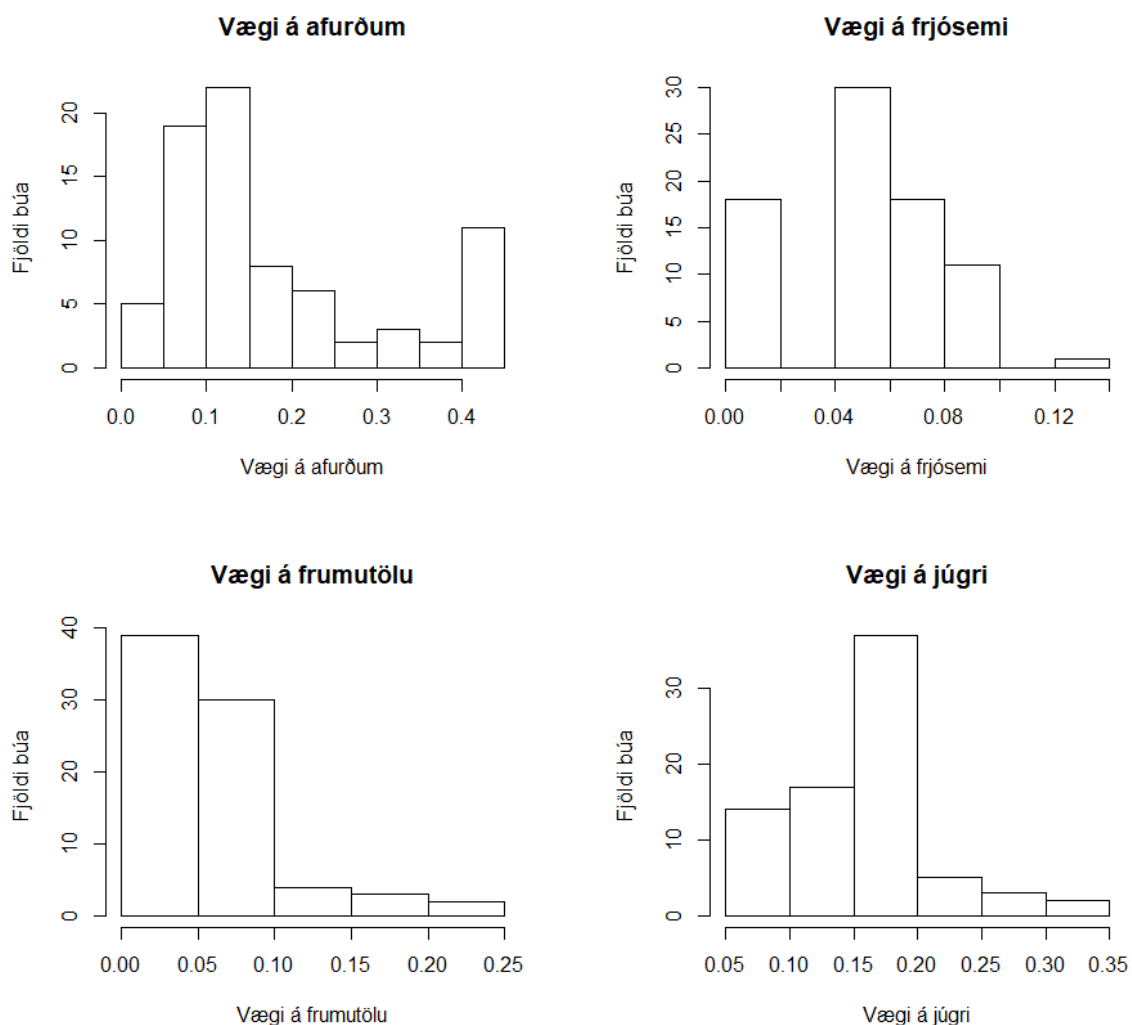 Vægi á afurðum
Fjöldi búa
0 5 10 15 20
0.0 0.1 0.2 0.3 0.4
Vægi á afurðum
Vægi á frjósemi
Fjöldi búa
0 5 10 15 20 25 30
0.00 0.04 0.08 0.12
Vægi á frjósemi
Vægi á frumutölu
Fjöldi búa
0 10 20 30 40
0.00 0.05 0.10 0.15 0.20 0.25
Vægi á frumutölu
Vægi á júgri
Fjöldi búa
0 10 20 30
0.05 0.10 0.15 0.20 0.25 0.30 0.35
Vægi á júgri